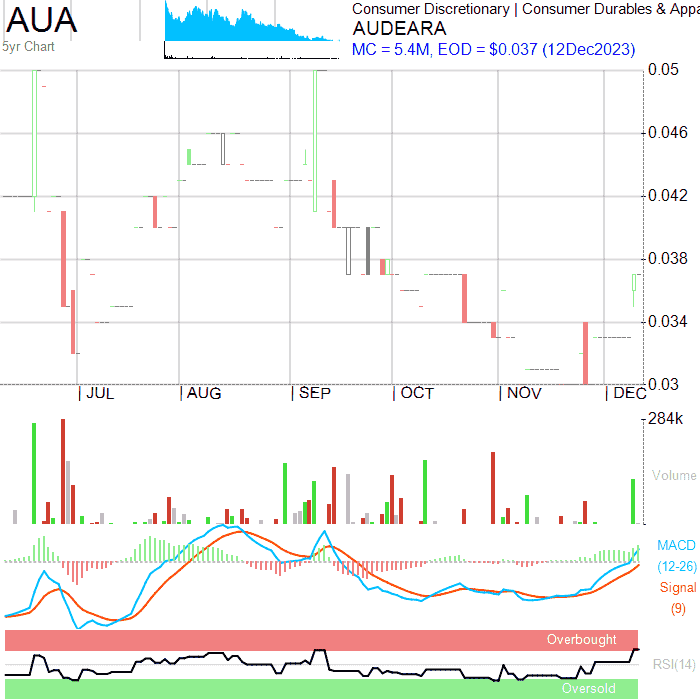 AUA
5yr Chart
Consumer Discretionary | Consumer Durables & Appa
AUDEARA
MC = 5.4M, EOD = $0.037 (12Dec2023)
0.05
0.046
0.042
0.038
0.034
0.03
JUL
AUG
SEP
OCT
NOV
DEC
284k
Volume
MACD
(12-26)
Signal
(9)
Overbought
RSI(14)
Oversold